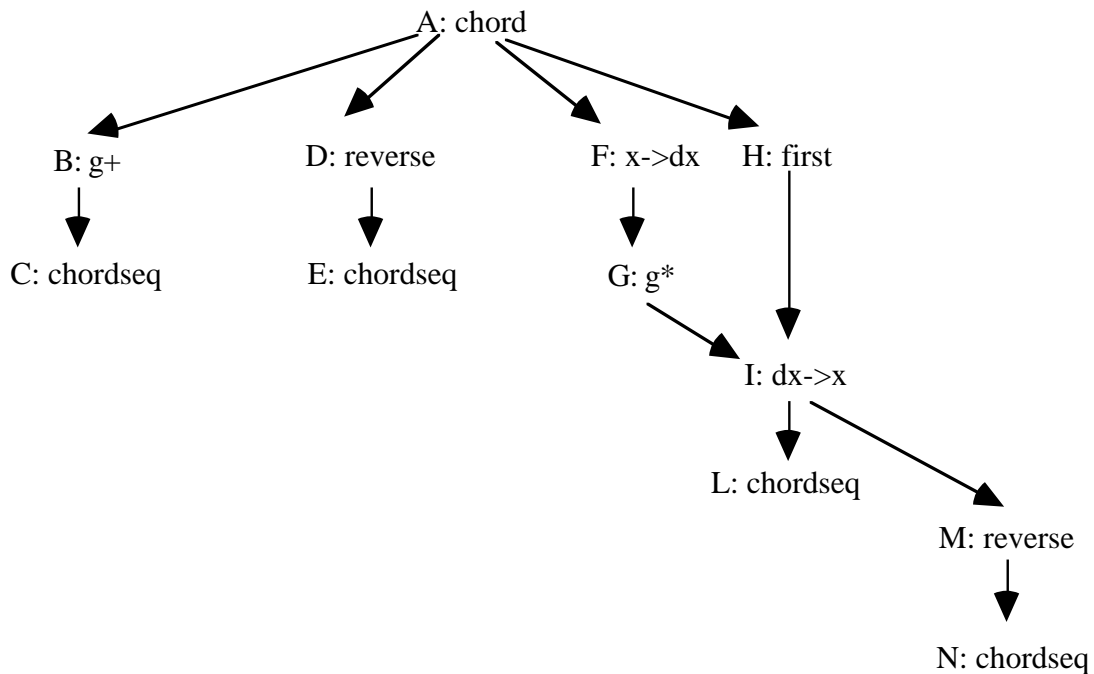 A: chord
B: g+
D: reverse
F: x->dx
H: first
C: chordseq
E: chordseq
G: g*
I: dx->x
L: chordseq
M: reverse
N: chordseq